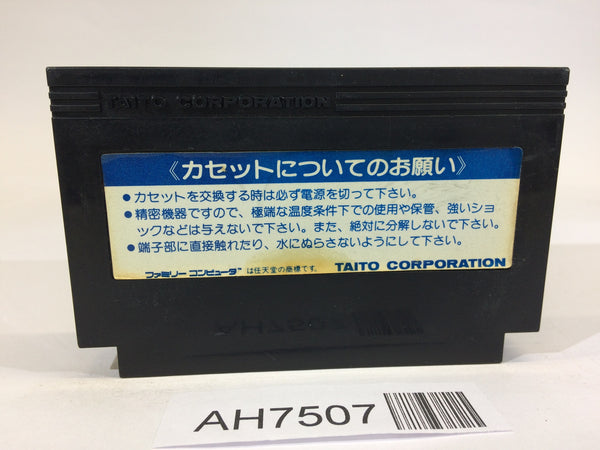 TAITO CORPORATION
《カセットについてのお願い》
●カセットを交換する時は必ず電源を切って下さい。
●精密機器ですので、極端な温度条件下での使用や保管、強いショ
ックなどは与えないで下さい。また、絶対に分解しないで下さい。
●端子部に直接触れたり、水にぬらさないようにして下さい。
ファミリーコンピュータ™は任天堂の商標です。 TAITO CORPORATION
AH7507